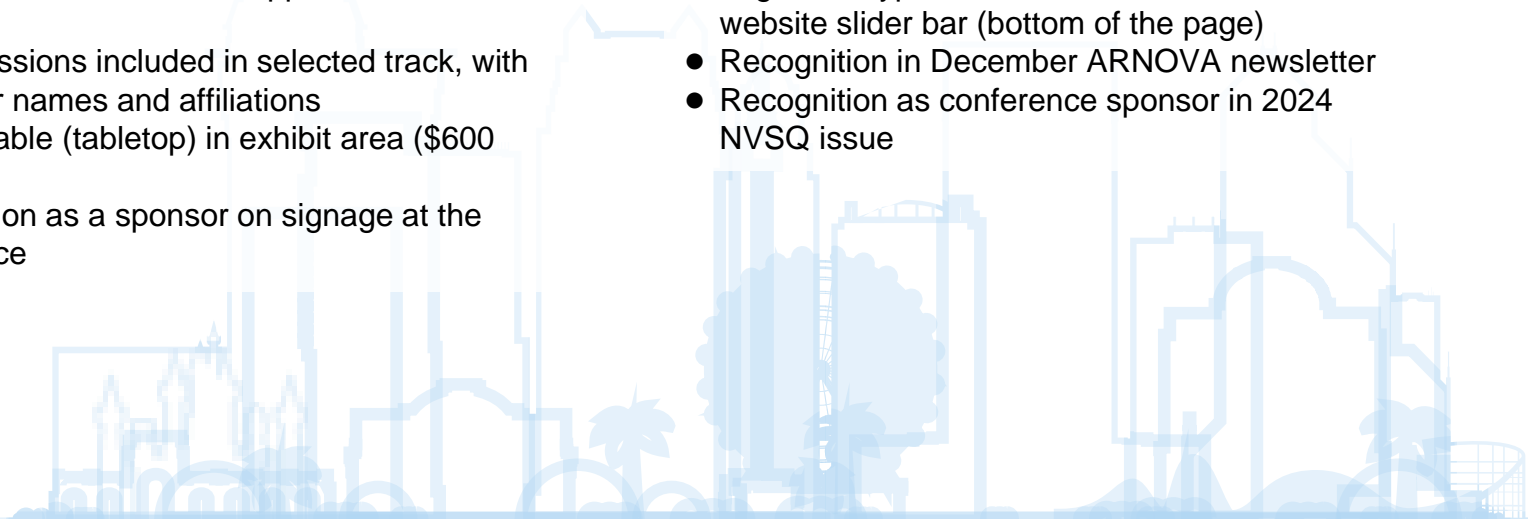 ssions included in selected track, with
r names and affiliations
able (tabletop) in exhibit area ($600
on as a sponsor on signage at the
ce
website slider bar (bottom of the page)
● Recognition in December ARNOVA newsletter
● Recognition as conference sponsor in 2024
NVSQ issue